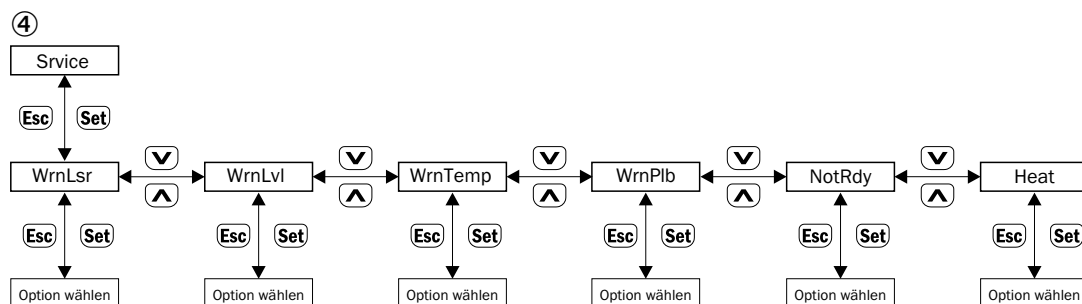 ④
Srvice
Esc Set
WrnLsr WrnLvl WrnTemp WrnPlb NotRdy Heat
Esc Set Esc Set Esc Set Esc Set Esc Set Esc Set
Option wählen Option wählen Option wählen Option wählen Option wählen Option wählen